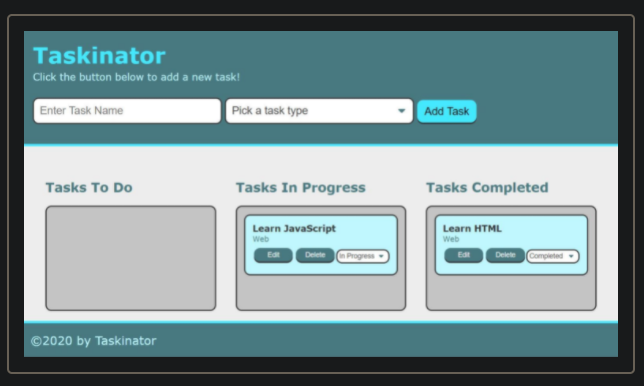 Taskinator
Click the button below to add a new task!
Enter Task Name
Pick a task type
Add Task
Tasks To Do
Tasks In Progress
Tasks Completed
Learn JavaScript
Web
Edit
Delete
In Progress
Learn HTML
Web
Edit
Delete
Completed
©2020 by Taskinator